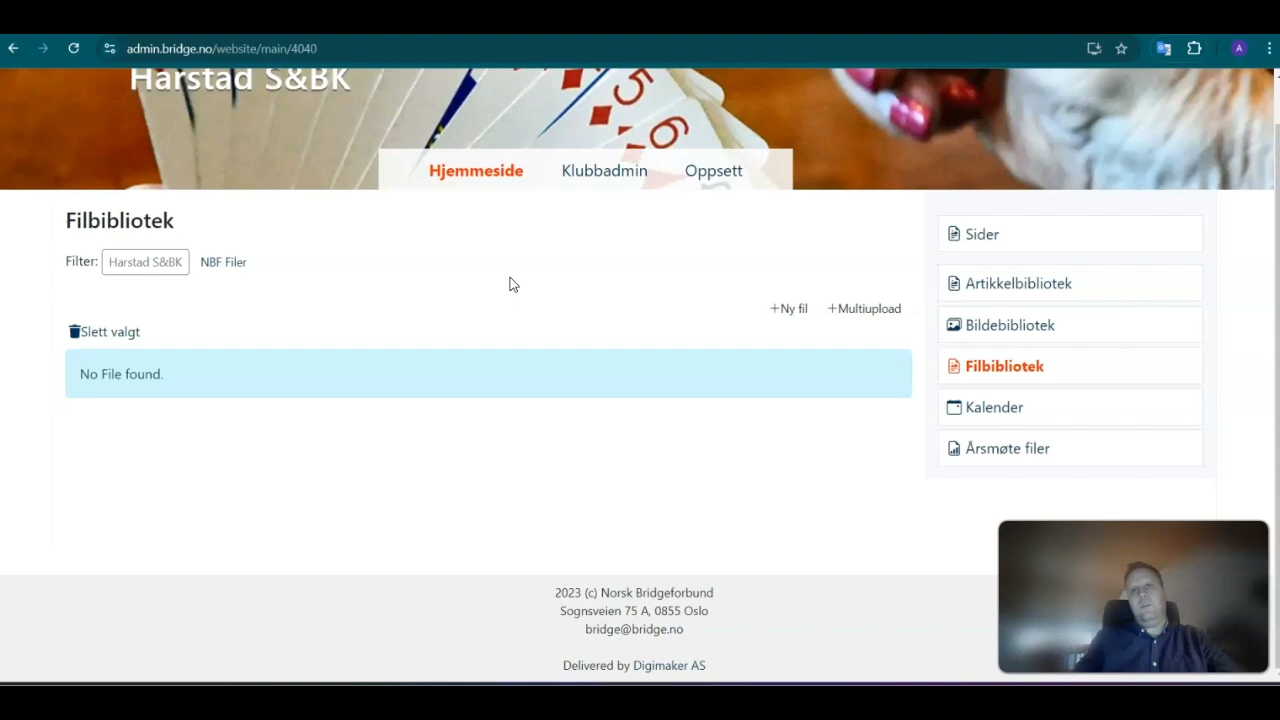 admin.bridge.no/website/main/4040
A
Harstad S&BK
Hjemmeside Klubbadmin Oppsett
Filbibliotek
Filter: Harstad S&BK NBF Filer
+Ny fil +Multiupload
Slett valgt
No File found.
Sider
Artikkelbibliotek
Bildebibliotek
Filbibliotek
Kalender
Årsmøte filer
2023 (c) Norsk Bridgeforbund
Sognsveien 75 A, 0855 Oslo
bridge@bridge.no
Delivered by Digimaker AS